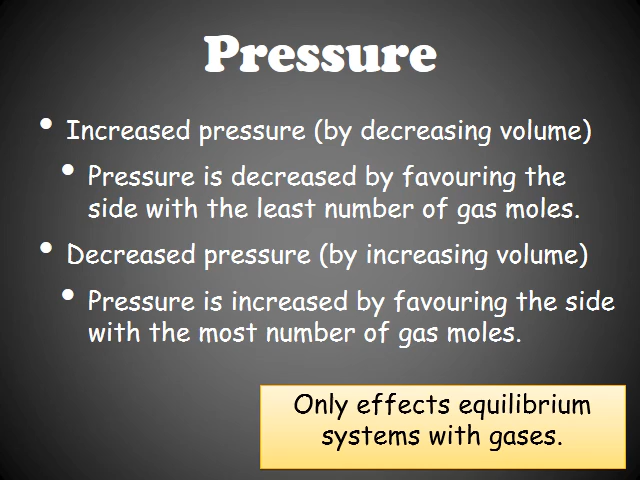 Pressure
• Increased pressure (by decreasing volume)
• Pressure is decreased by favouring the
side with the least number of gas moles.
• Decreased pressure (by increasing volume)
• Pressure is increased by favouring the side
with the most number of gas moles.
Only effects equilibrium
systems with gases.